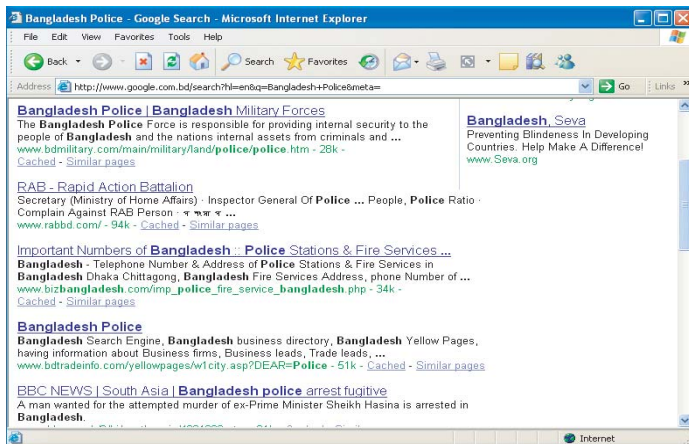 Bangladesh Police - Google Search - Microsoft Internet Explorer
File Edit View Favorites Tools Help
Back Search Favorites
Address http://www.google.com.bd/search?hl=en&q=Bangladesh+Police&meta= Go Links »
Bangladesh Police | Bangladesh Military Forces
The Bangladesh Police Force is responsible for providing internal security to the
people of Bangladesh and the nations internal assets from criminals and ...
www.bdmilitary.com/main/military/land/police/police.htm - 28k -
Cached - Similar pages
Bangladesh, Seva
Preventing Blindeness In Developing
Countries. Help Make A Difference!
www.Seva.org
RAB - Rapid Action Battalion
Secretary (Ministry of Home Affairs) · Inspector General Of Police ... People, Police Ratio ·
Complain Against RAB Person ·
www.rabbd.com/ - 94k - Cached - Similar pages
Important Numbers of Bangladesh :: Police Stations & Fire Services ...
Bangladesh - Telephone Number & Address of Police Stations & Fire Services in
Bangladesh Dhaka Chittagong, Bangladesh Fire Services Address, phone Number of ...
www.bizbangladesh.com/imp_police_fire_service_bangladesh.php - 34k -
Cached - Similar pages
Bangladesh Police
Bangladesh Search Engine, Bangladesh business directory, Bangladesh Yellow Pages,
having information about Business firms, Business leads, Trade leads, ...
www.bdtradeinfo.com/yellowpages/w1city.asp?DEAR=Police - 51k - Cached - Similar pages
BBC NEWS | South Asia | Bangladesh police arrest fugitive
A man wanted for the attempted murder of ex-Prime Minister Sheikh Hasina is arrested in
Bangladesh.
Internet